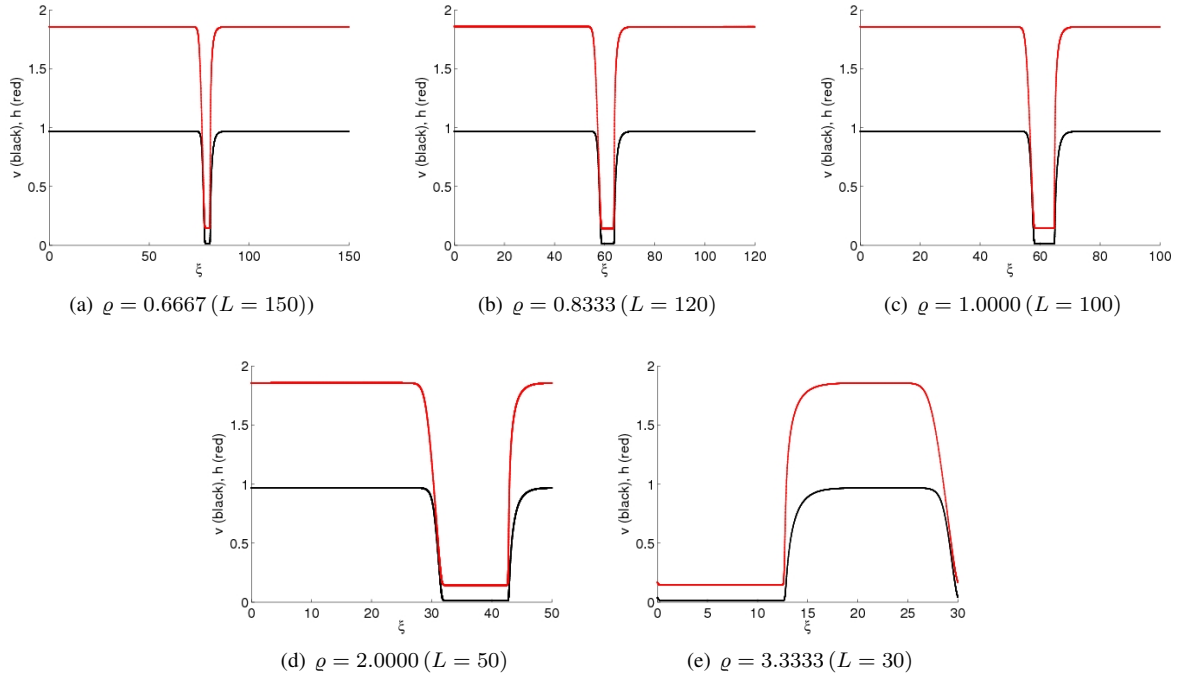 2
1.5
1
0.5
0
v (black), h (red)
0 50 100 150
ξ
(a) ϱ = 0.6667 (L = 150))
2
1.5
1
0.5
0
v (black), h (red)
0 20 40 60 80 100 120
ξ
(b) ϱ = 0.8333 (L = 120)
2
1.5
1
0.5
0
v (black), h (red)
0 20 40 60 80 100
ξ
(c) ϱ = 1.0000 (L = 100)
2
1.5
1
0.5
0
v (black), h (red)
0 10 20 30 40 50
ξ
(d) ϱ = 2.0000 (L = 50)
2
1.5
1
0.5
0
v (black), h (red)
0 5 10 15 20 25 30
ξ
(e) ϱ = 3.3333 (L = 30)